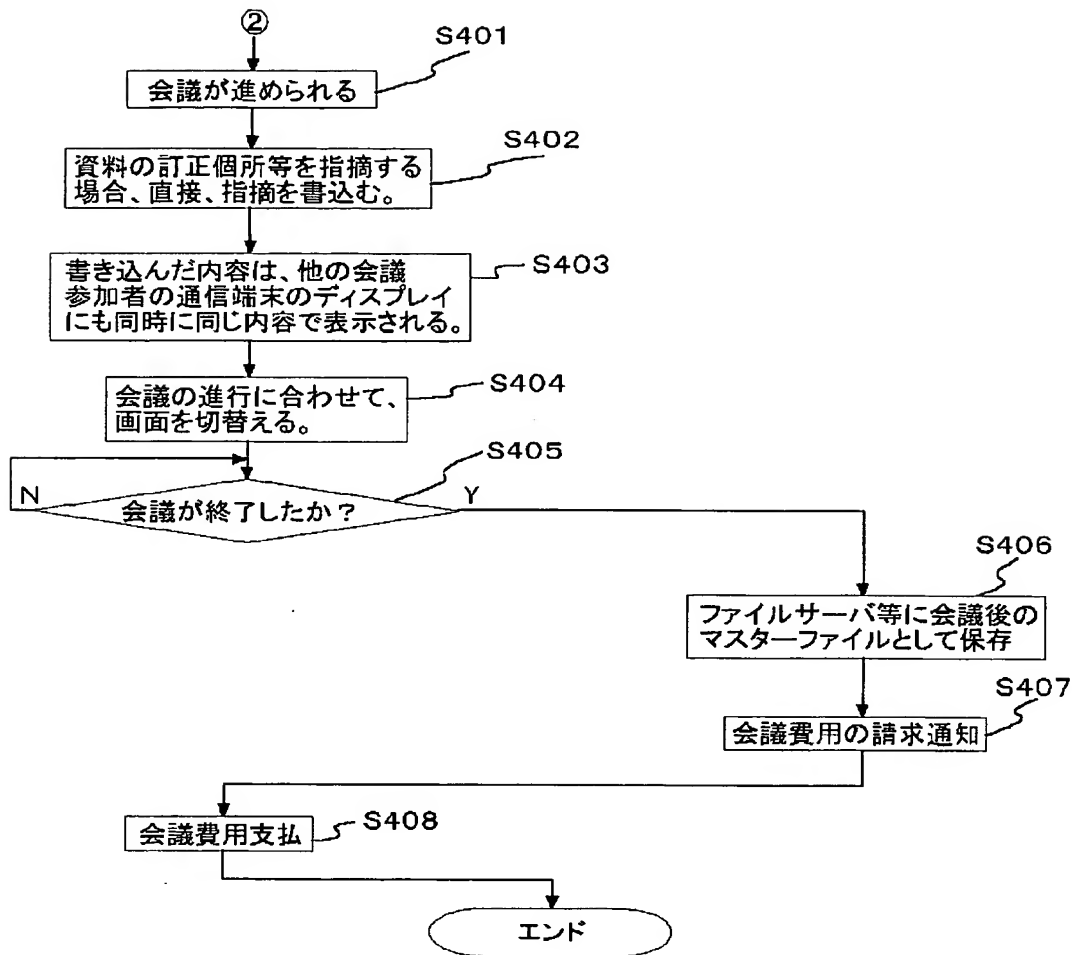 ②
S401
会議が進められる
S402
資料の訂正個所等を指摘する
場合、直接、指摘を書込む。
S403
書き込んだ内容は、他の会議
参加者の通信端末のディスプレイ
にも同時に同じ内容で表示される。
S404
会議の進行に合わせて、
画面を切替える。
S405
N
会議が終了したか？
Y
S406
ファイルサーバ等に会議後の
マスターファイルとして保存
S407
会議費用の請求通知
会議費用支払
S408
エンド